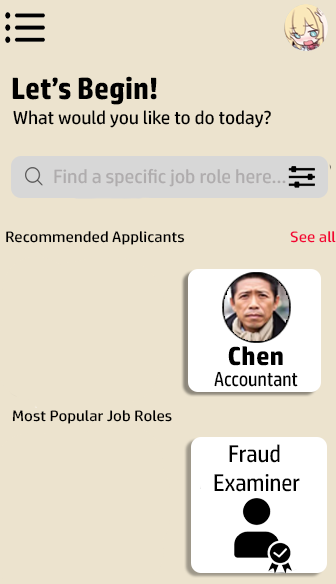 Let's Begin!
What would you like to do today?
Find a specific job role here...
Recommended Applicants
See all
Chen
Accountant
Most Popular Job Roles
Fraud
Examiner